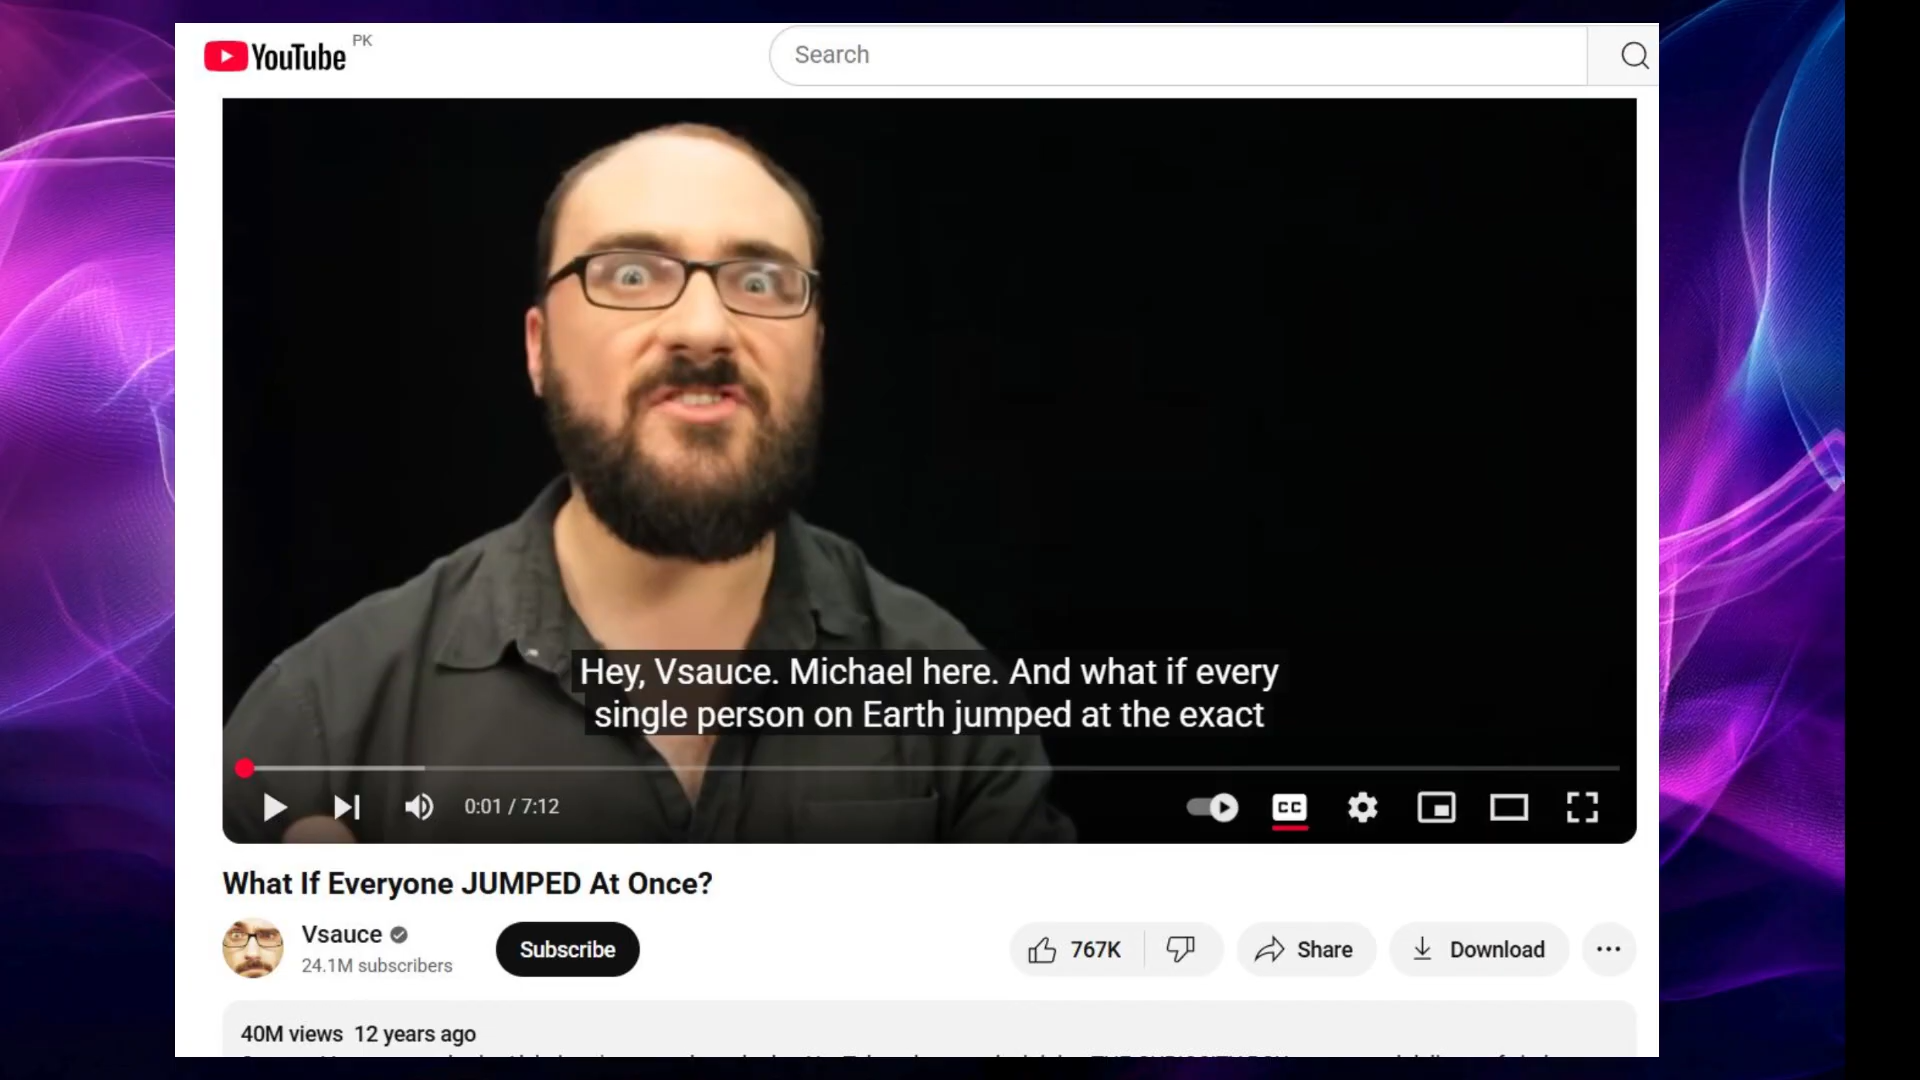 YouTube PK
Search
Hey, Vsauce. Michael here. And what if every
single person on Earth jumped at the exact
0:01 / 7:12
CC
What If Everyone JUMPED At Once?
Vsauce
24.1M subscribers
Subscribe
767K
Share
Download
40M views 12 years ago